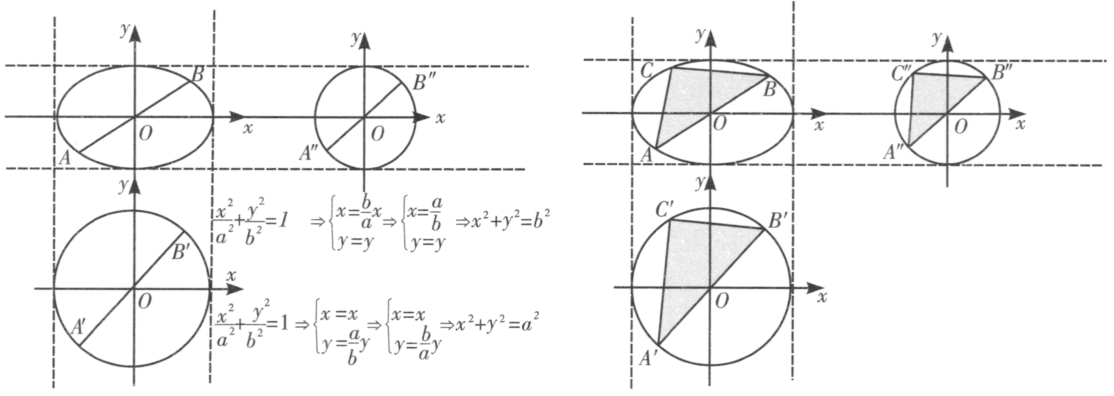 y
y
B
B″
O
x
O
x
A
A″
y
x²/a²+y²/b²=1 ⇒{x=b/a x y=y ⇒{x=a/b y=y ⇒x²+y²=b²
B′
x
O
A′
x²/a²+y²/b²=1⇒{x=x y=a/b y ⇒{x=x y=b/a y ⇒x²+y²=a²
y
y
C
B
C″
B″
O
x
O
x
A
A″
y
C′
B′
O
x
A′